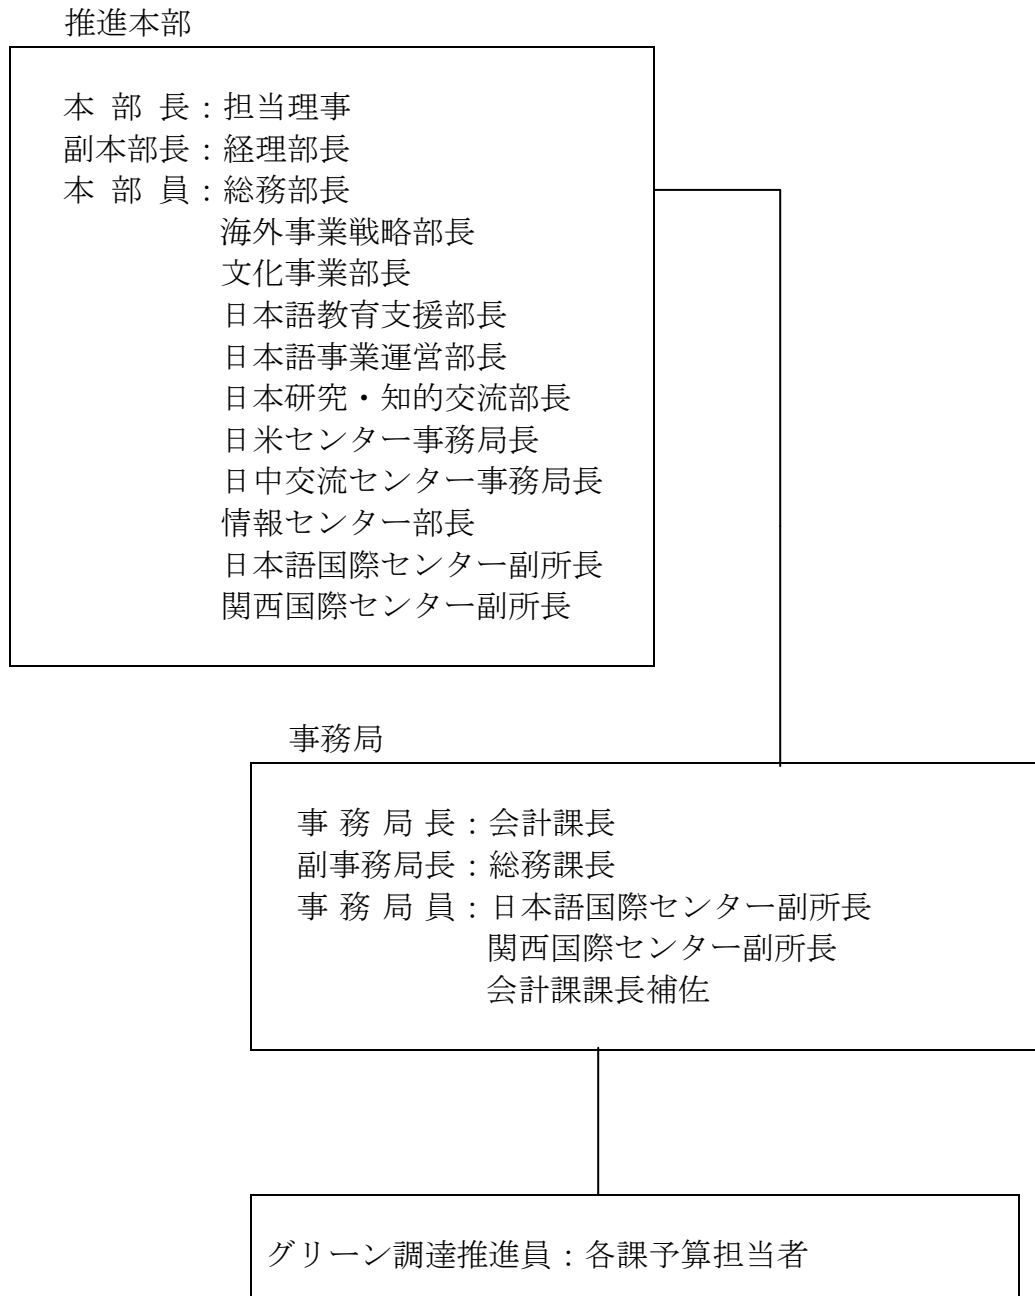 推進本部
本 部 長：担当理事
副本部長：経理部長
本 部 員：総務部長
海外事業戦略部長
文化事業部長
日本語教育支援部長
日本語事業運営部長
日本研究・知的交流部長
日米センター事務局長
日中交流センター事務局長
情報センター部長
日本語国際センター副所長
関西国際センター副所長
事務局
事 務 局 長：会計課長
副事務局長：総務課長
事 務 局 員：日本語国際センター副所長
関西国際センター副所長
会計課課長補佐
グリーン調達推進員：各課予算担当者